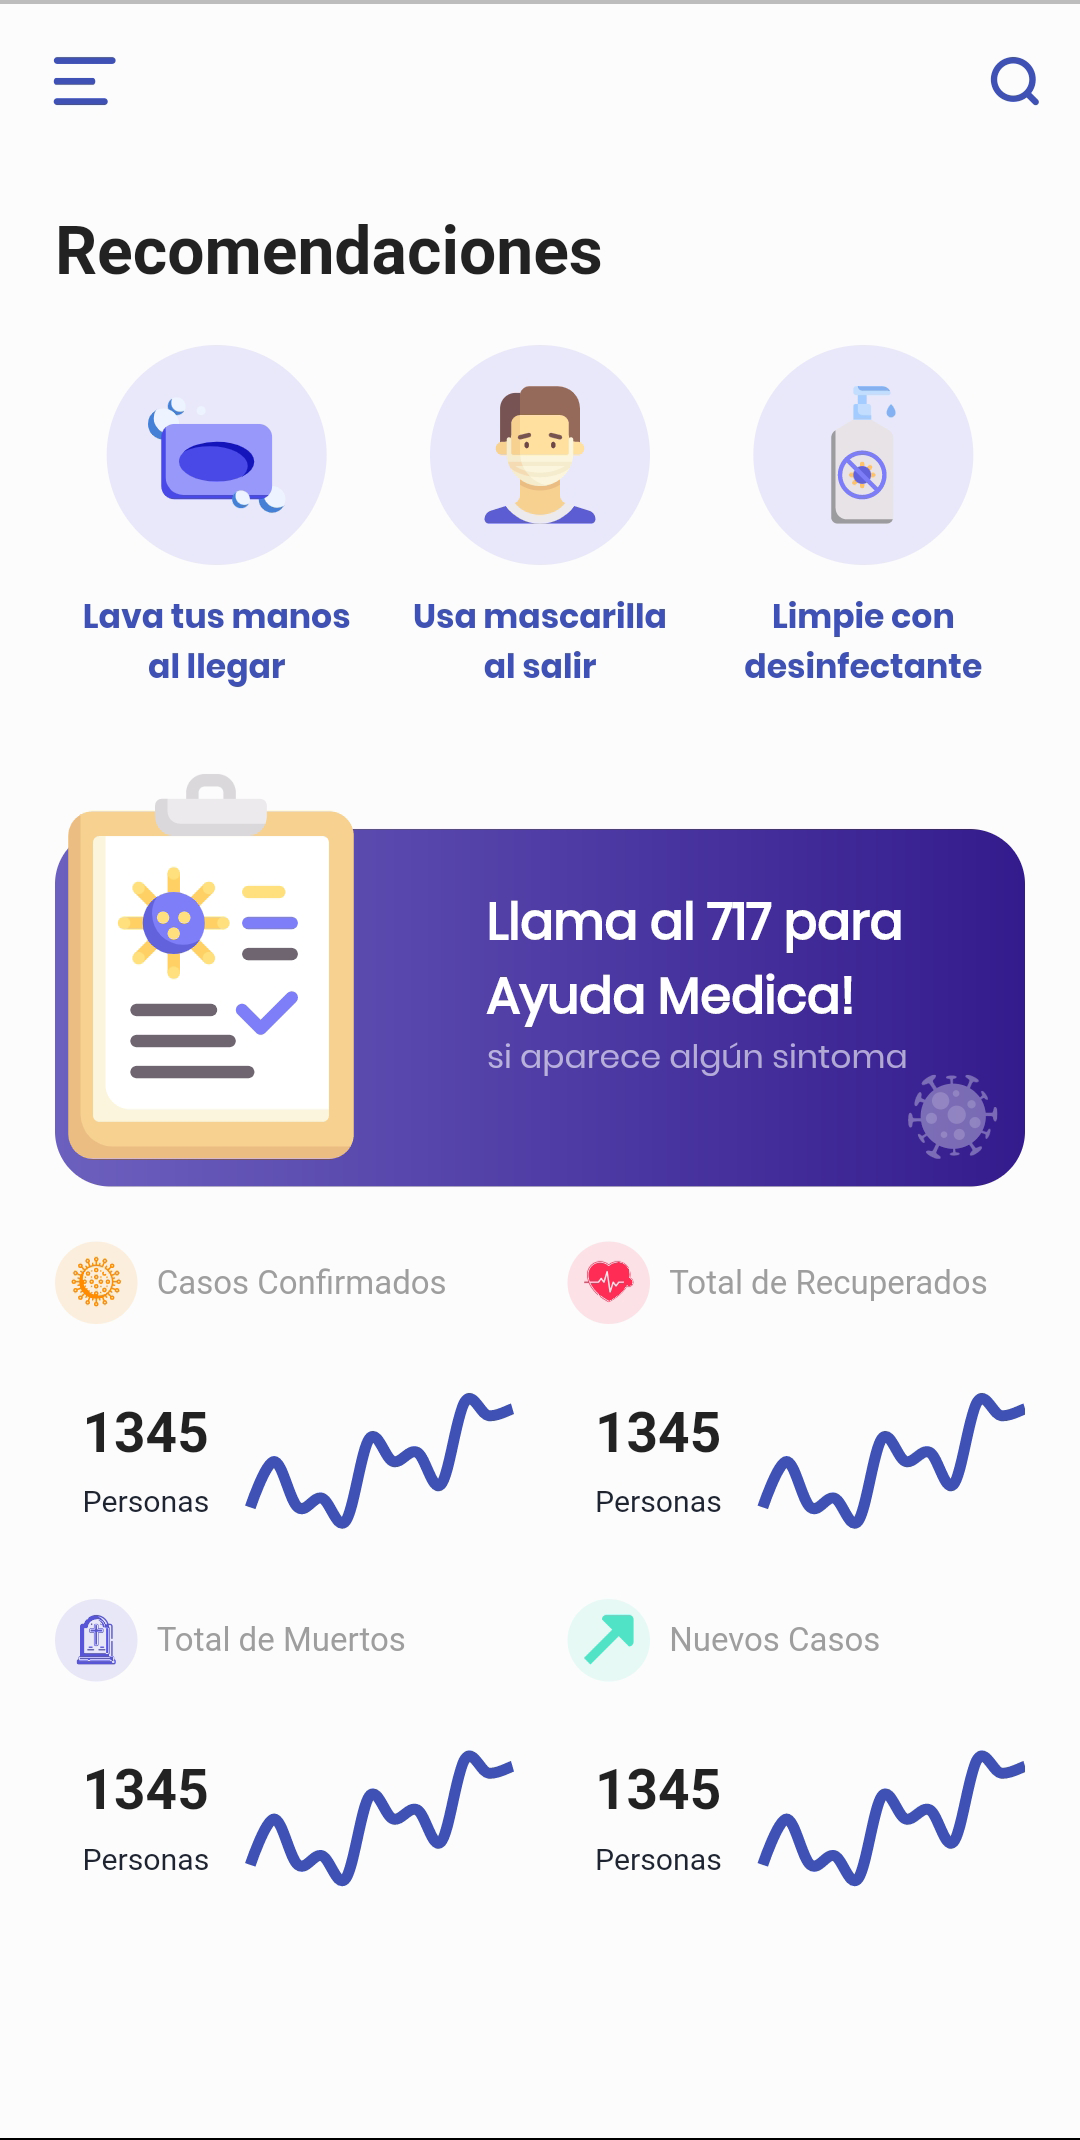 Recomendaciones
Lava tus manos
al llegar
Usa mascarilla
al salir
Limpie con
desinfectante
Llama al 717 para
Ayuda Medica!
si aparece algún sintoma
Casos Confirmados
Total de Recuperados
1345
Personas
1345
Personas
Total de Muertos
Nuevos Casos
1345
Personas
1345
Personas